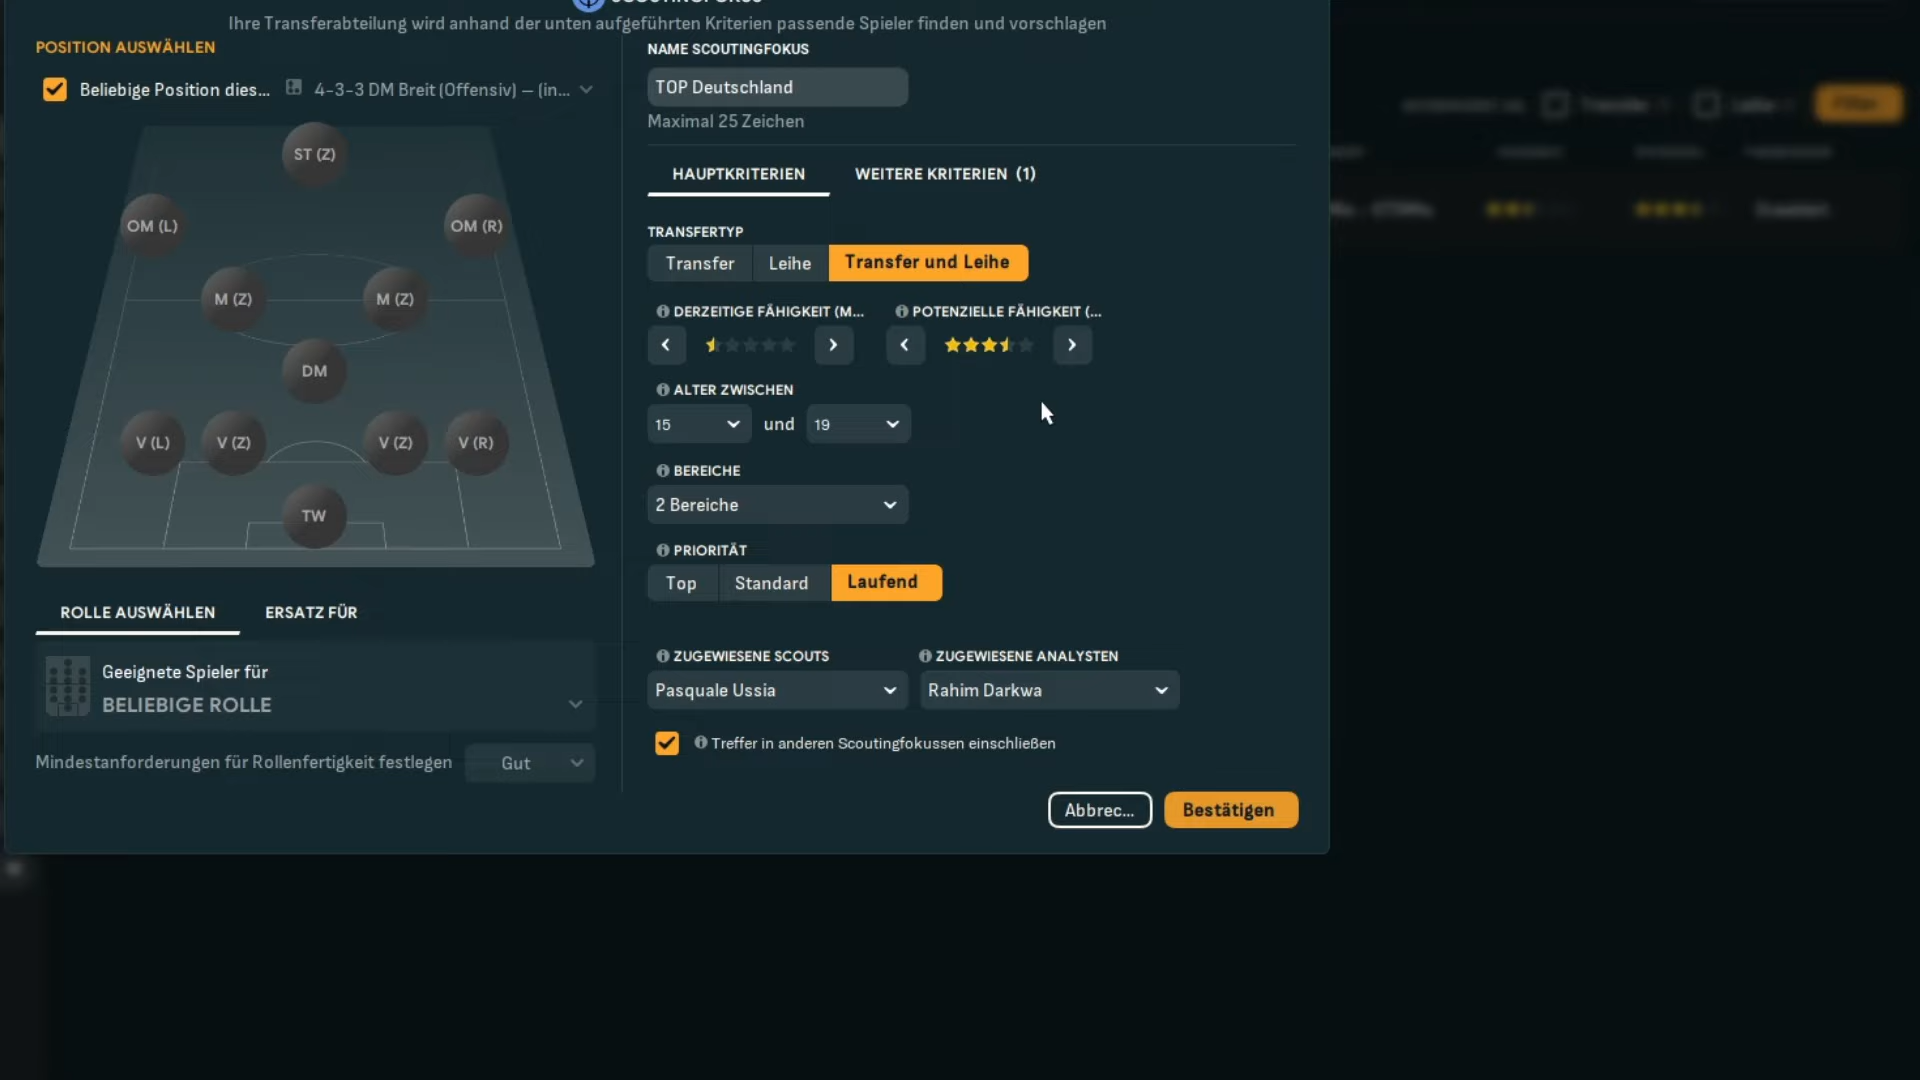 Ihre Transferabteilung wird anhand der unten aufgeführten Kriterien passende Spieler finden und vorschlagen
POSITION AUSWÄHLEN
Beliebige Position dies...
4-3-3 DM Breit (Offensiv) – (in...
ST (Z)
OM (L)
OM (R)
M (Z)
M (Z)
DM
V (L)
V (Z)
V (Z)
V (R)
TW
ROLLE AUSWÄHLEN
ERSATZ FÜR
Geeignete Spieler für
BELIEBIGE ROLLE
Mindestanforderungen für Rollenfertigkeit festlegen
Gut
NAME SCOUTINGFOKUS
TOP Deutschland
Maximal 25 Zeichen
HAUPTKRITERIEN
WEITERE KRITERIEN (1)
TRANSFERTYP
Transfer
Leihe
Transfer und Leihe
DERZEITIGE FÄHIGKEIT (M...
POTENZIELLE FÄHIGKEIT (...
ALTER ZWISCHEN
15
und
19
BEREICHE
2 Bereiche
PRIORITÄT
Top
Standard
Laufend
ZUGEWIESENE SCOUTS
ZUGEWIESENE ANALYSTEN
Pasquale Ussia
Rahim Darkwa
Treffer in anderen Scoutingfokussen einschließen
Abbrec...
Bestätigen